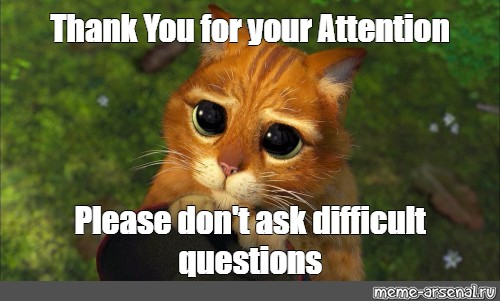 Thank You for your Attention
Please don't ask difficult
questions
meme-arsenal.ru